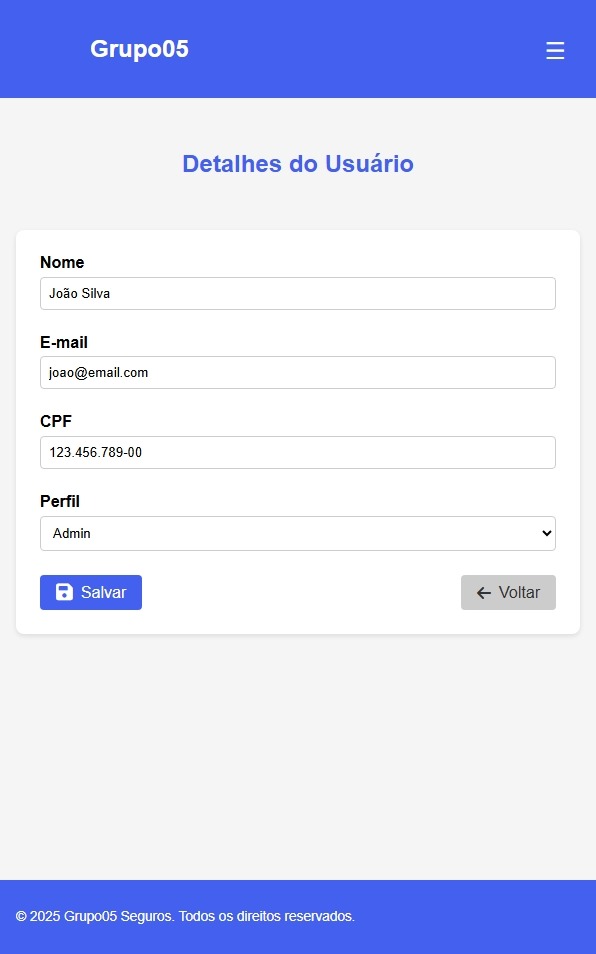 Grupo05
Detalhes do Usuário
Nome
João Silva
E-mail
joao@email.com
CPF
123.456.789-00
Perfil
Admin
Salvar
Voltar
© 2025 Grupo05 Seguros. Todos os direitos reservados.